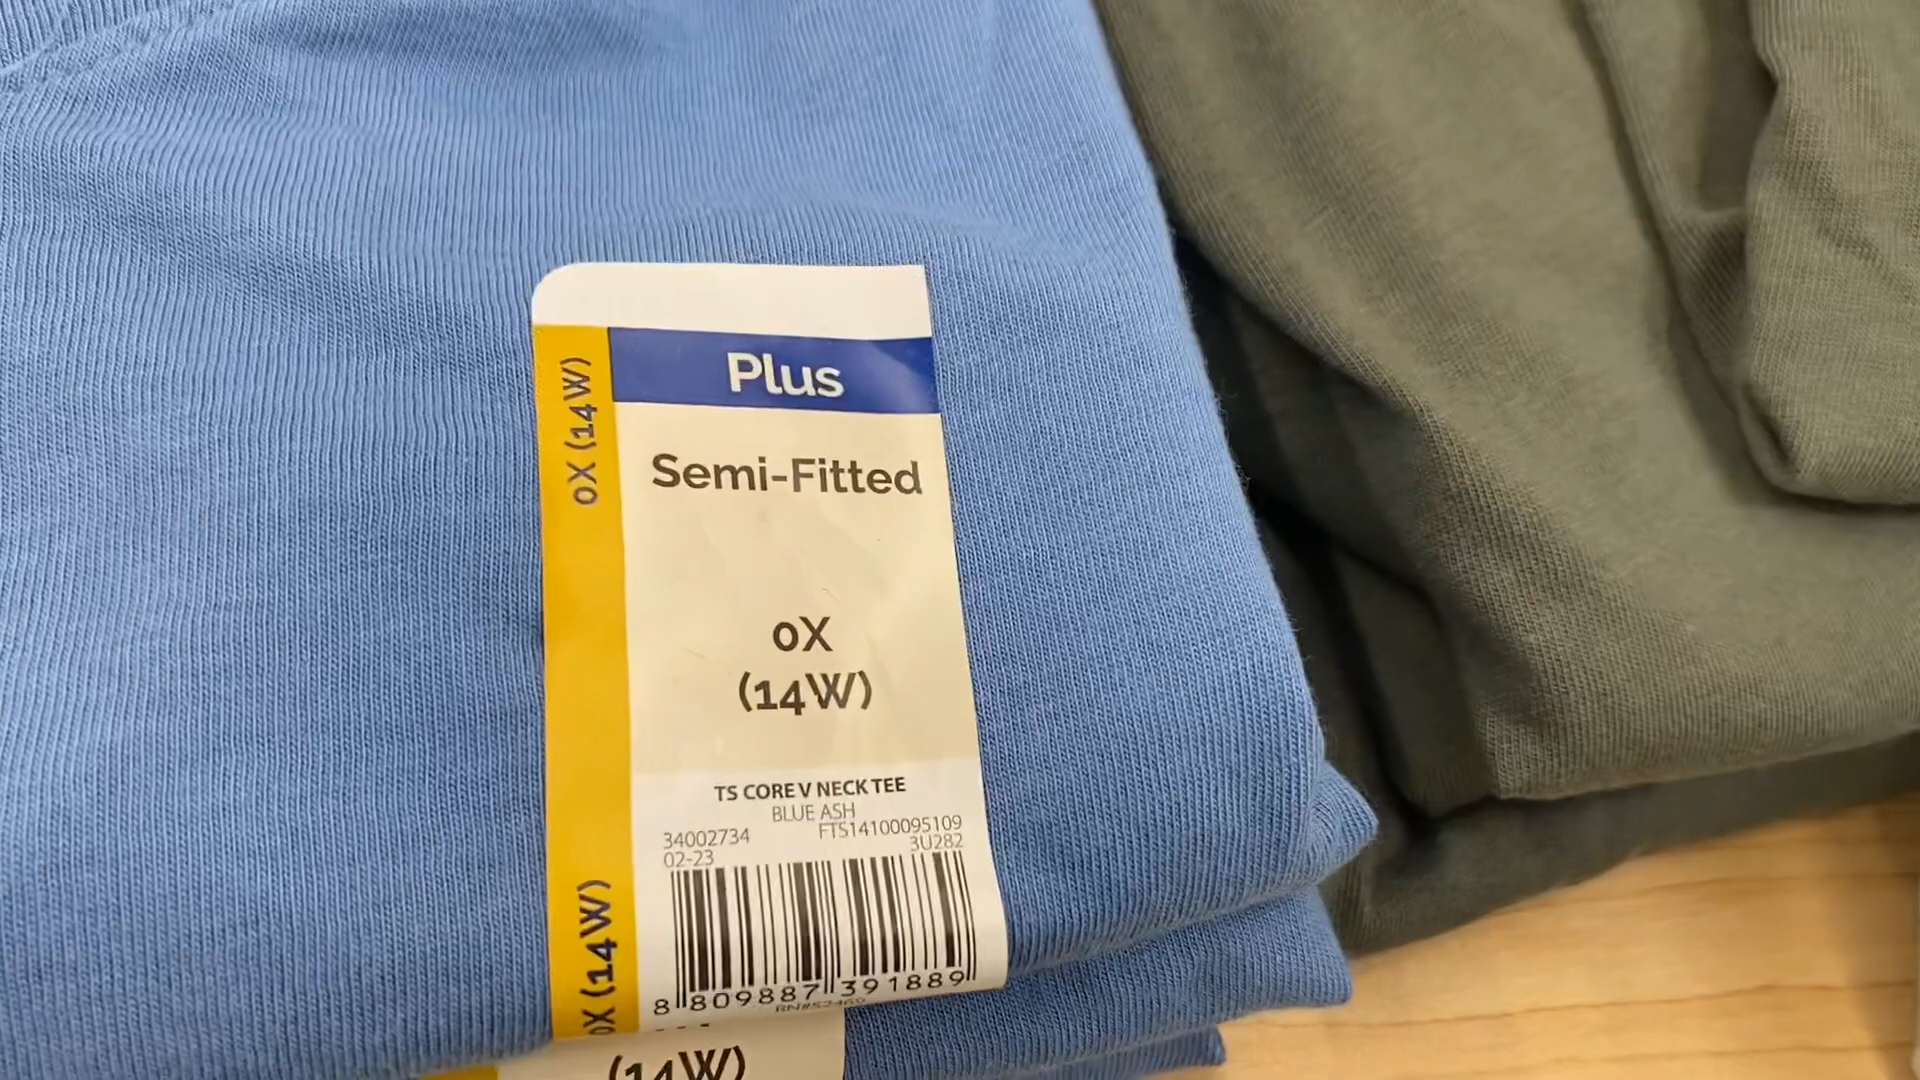 Plus
Semi-Fitted
0X (14W)
0X
(14W)
TS CORE V NECK TEE
BLUE ASH
34002734 FTS14100095109
02-23 3U282
0X (14W)
8 809887 391889
(14W)